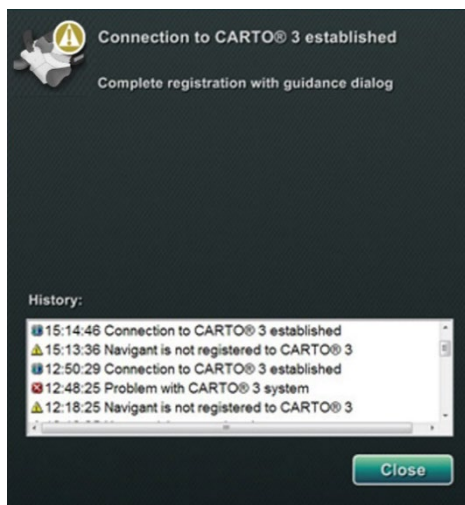 Connection to CARTO® 3 established
Complete registration with guidance dialog
History:
15:14:46 Connection to CARTO® 3 established
15:13:36 Navigant is not registered to CARTO® 3
12:50:29 Connection to CARTO® 3 established
12:48:25 Problem with CARTO® 3 system
12:18:25 Navigant is not registered to CARTO® 3
Close